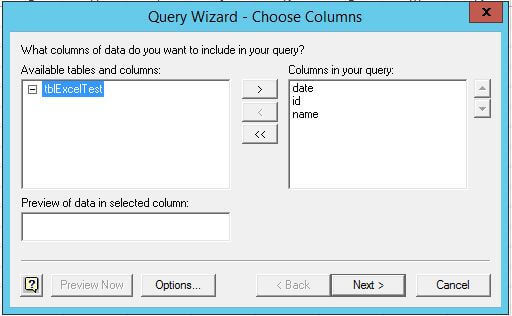 Query Wizard - Choose Columns
x
What columns of data do you want to include in your query?
Available tables and columns:
Columns in your query:
tblExcelTest
>
<
<<
date
id
name
Preview of data in selected column:
?
Preview Now
Options...
< Back
Next >
Cancel